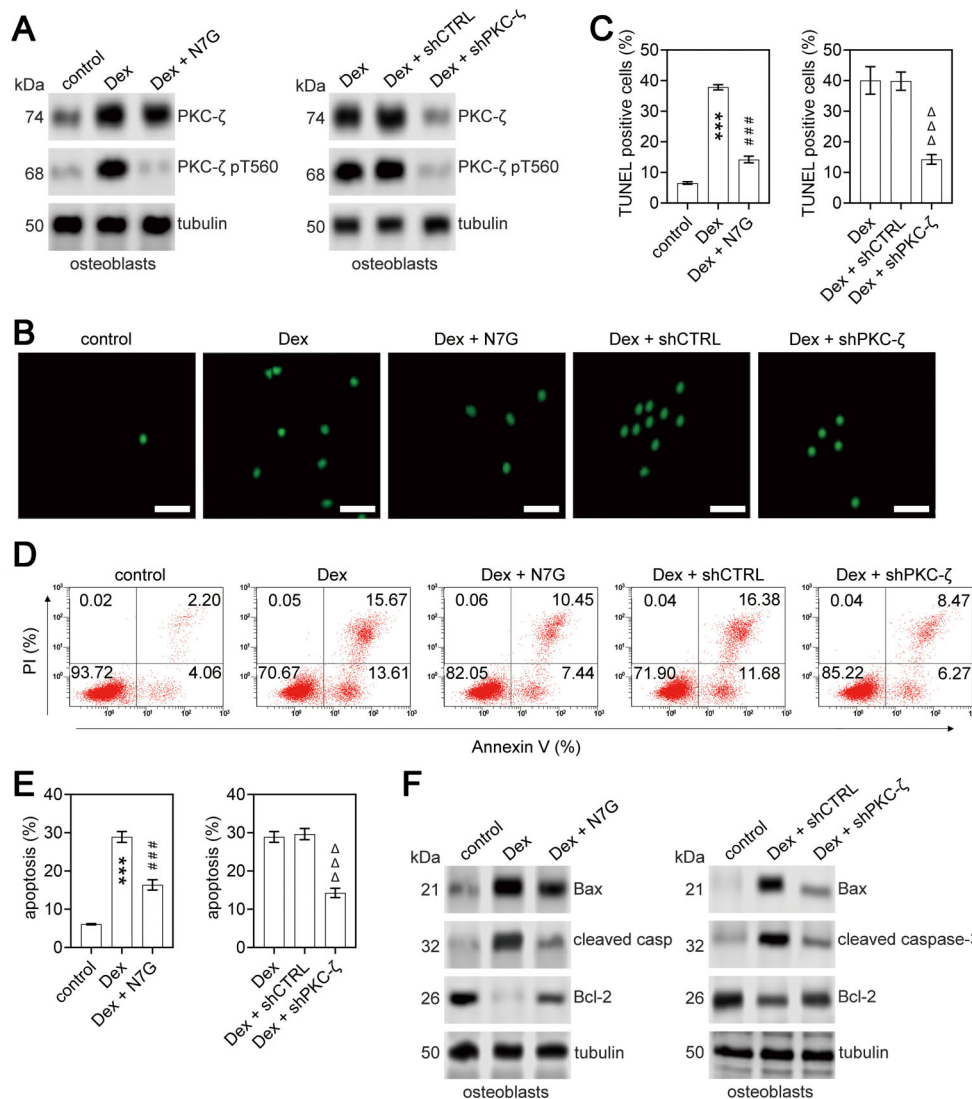 A
control
Dex
Dex + N7G
kDa
74
PKC-ζ
68
PKC-ζ pT560
50
tubulin
osteoblasts
Dex
Dex + shCTRL
Dex + shPKC-ζ
kDa
74
PKC-ζ
68
PKC-ζ pT560
50
tubulin
osteoblasts
C
TUNEL positive cells (%)
50
40
30
20
10
0
***
###
control
Dex
Dex + N7G
TUNEL positive cells (%)
50
40
30
20
10
0
Δ Δ Δ
Dex
Dex + shCTRL
Dex + shPKC-ζ
B
control
Dex
Dex + N7G
Dex + shCTRL
Dex + shPKC-ζ
D
control
Dex
Dex + N7G
Dex + shCTRL
Dex + shPKC-ζ
PI (%)
0.02 2.20
93.72 4.06
0.05 15.67
70.67 13.61
0.06 10.45
82.05 7.44
0.04 16.38
71.90 11.68
0.04 8.47
85.22 6.27
Annexin V (%)
E
apoptosis (%)
40
30
20
10
0
***
###
control
Dex
Dex + N7G
apoptosis (%)
40
30
20
10
0
Δ Δ Δ
Dex
Dex + shCTRL
Dex + shPKC-ζ
F
control
Dex
Dex + N7G
kDa
21
Bax
32
cleaved casp
26
Bcl-2
50
tubulin
osteoblasts
control
Dex + shCTRL
Dex + shPKC-ζ
kDa
21
Bax
32
cleaved caspase-3
26
Bcl-2
50
tubulin
osteoblasts